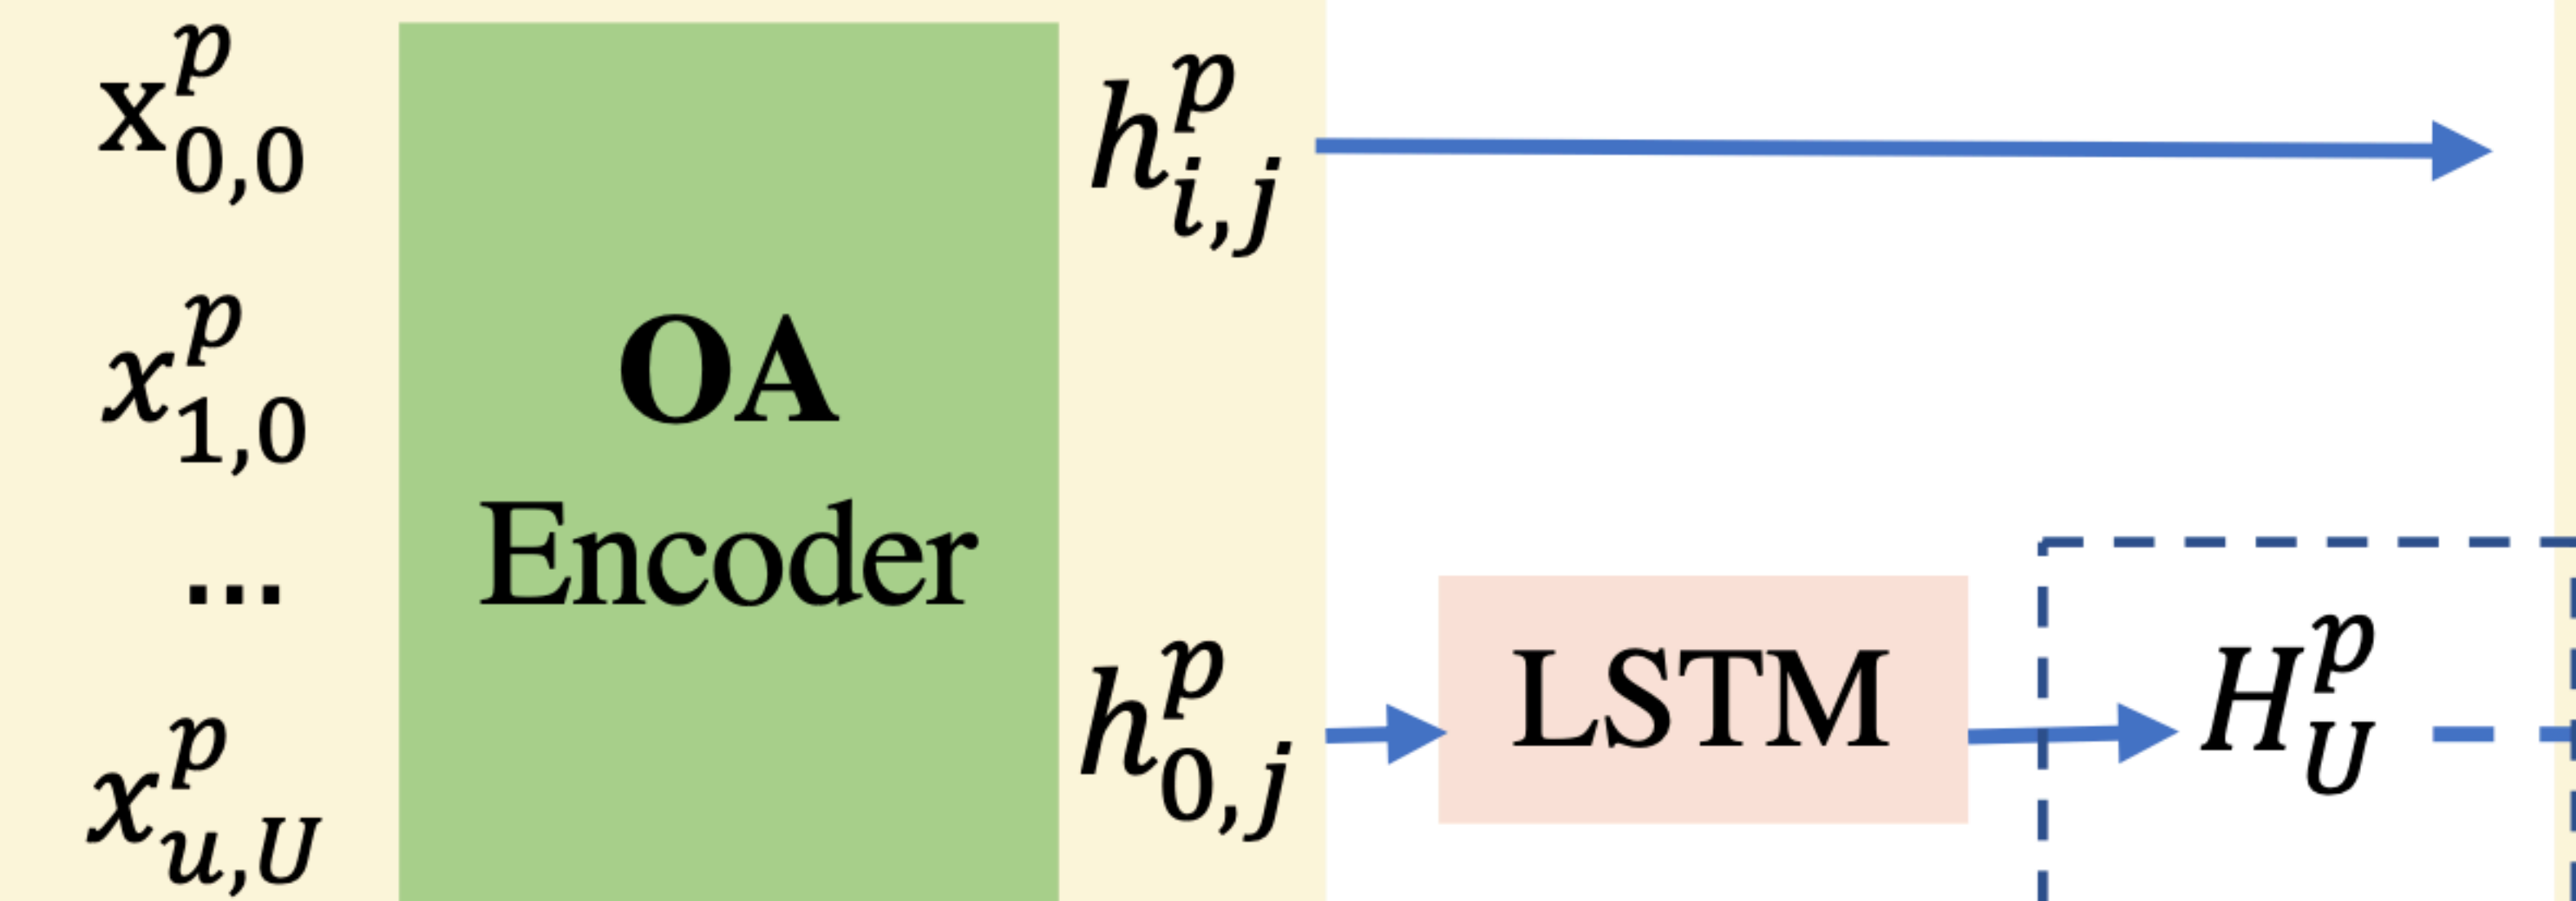 x^p_{0,0}
x^p_{1,0}
...
x^p_{u,U}
OA
Encoder
h^p_{i,j}
h^p_{0,j}
LSTM
H^p_U